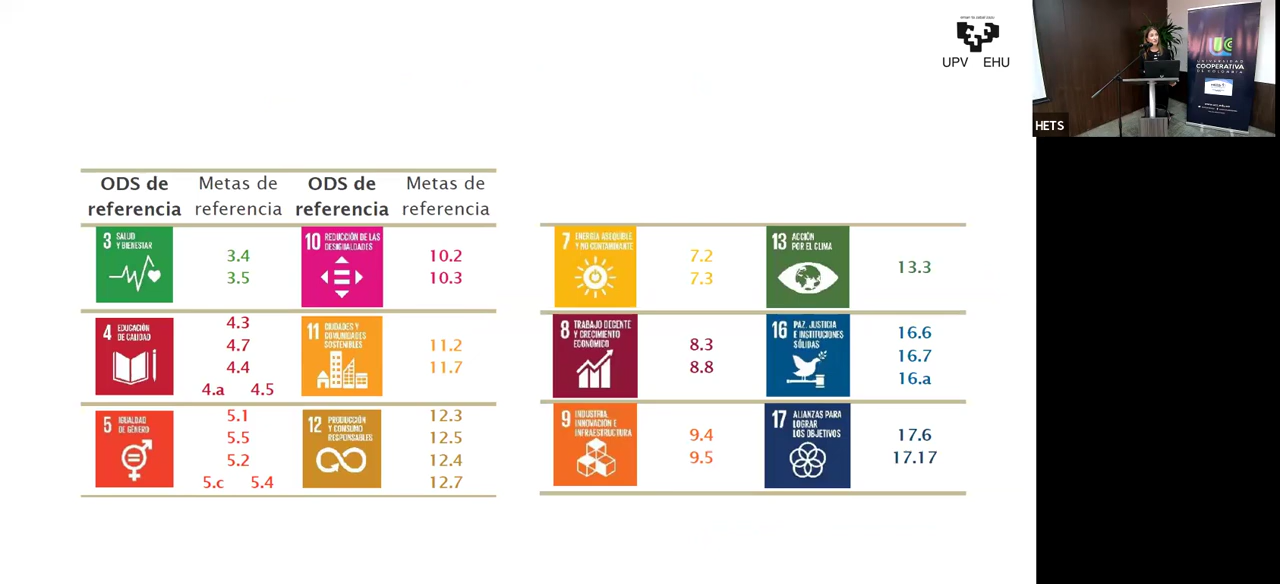 UPV EHU
HETS
UNIVERSIDAD
COOPERATIVA
DE COLOMBIA
ODS de
referencia
Metas de
referencia
ODS de
referencia
Metas de
referencia
3 SALUD
Y BIENESTAR
3.4
3.5
10 REDUCCIÓN DE LAS
DESIGUALDADES
10.2
10.3
4 EDUCACIÓN
DE CALIDAD
4.3
4.7
4.4
4.a 4.5
11 CIUDADES Y
COMUNIDADES
SOSTENIBLES
11.2
11.7
5 IGUALDAD
DE GÉNERO
5.1
5.5
5.2
5.c 5.4
12 PRODUCCIÓN
Y CONSUMO
RESPONSABLES
12.3
12.5
12.4
12.7
7 ENERGÍA ASEQUIBLE
Y NO CONTAMINANTE
7.2
7.3
13 ACCIÓN
POR EL CLIMA
13.3
8 TRABAJO DECENTE
Y CRECIMIENTO
ECONÓMICO
8.3
8.8
16 PAZ, JUSTICIA
E INSTITUCIONES
SÓLIDAS
16.6
16.7
16.a
9 INDUSTRIA,
INNOVACIÓN E
INFRAESTRUCTURA
9.4
9.5
17 ALIANZAS PARA
LOGRAR
LOS OBJETIVOS
17.6
17.17